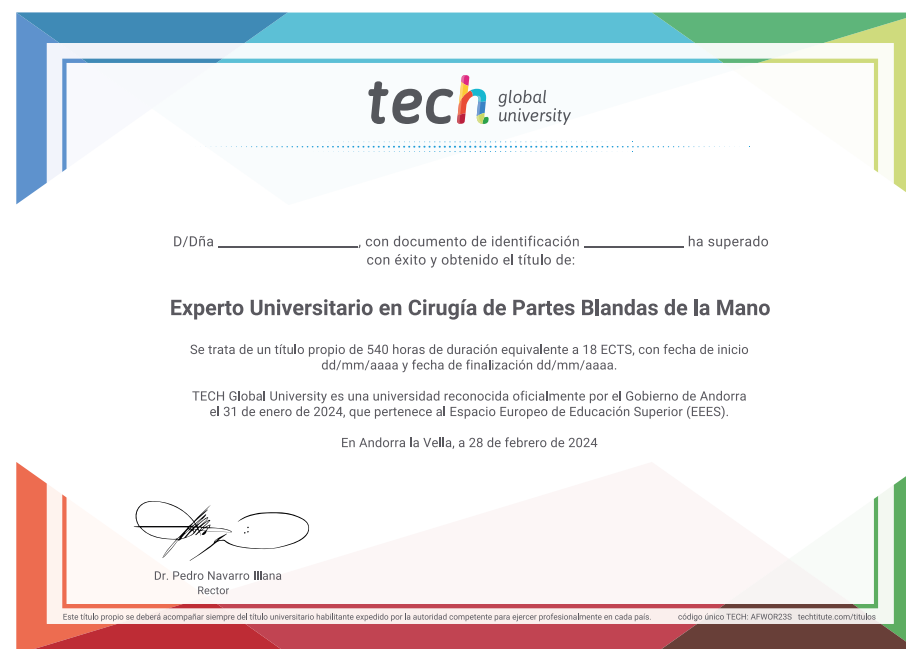 tech global university
D/Dña ____________________, con documento de identificación ______________ ha superado
con éxito y obtenido el título de:
Experto Universitario en Cirugía de Partes Blandas de la Mano
Se trata de un título propio de 540 horas de duración equivalente a 18 ECTS, con fecha de inicio
dd/mm/aaaa y fecha de finalización dd/mm/aaaa.
TECH Global University es una universidad reconocida oficialmente por el Gobierno de Andorra
el 31 de enero de 2024, que pertenece al Espacio Europeo de Educación Superior (EEES).
En Andorra la Vella, a 28 de febrero de 2024
Dr. Pedro Navarro Illana
Rector
Este título propio se deberá acompañar siempre del título universitario habilitante expedido por la autoridad competente para ejercer profesionalmente en cada país. código único TECH: AFWOR23S techtitute.com/titulos